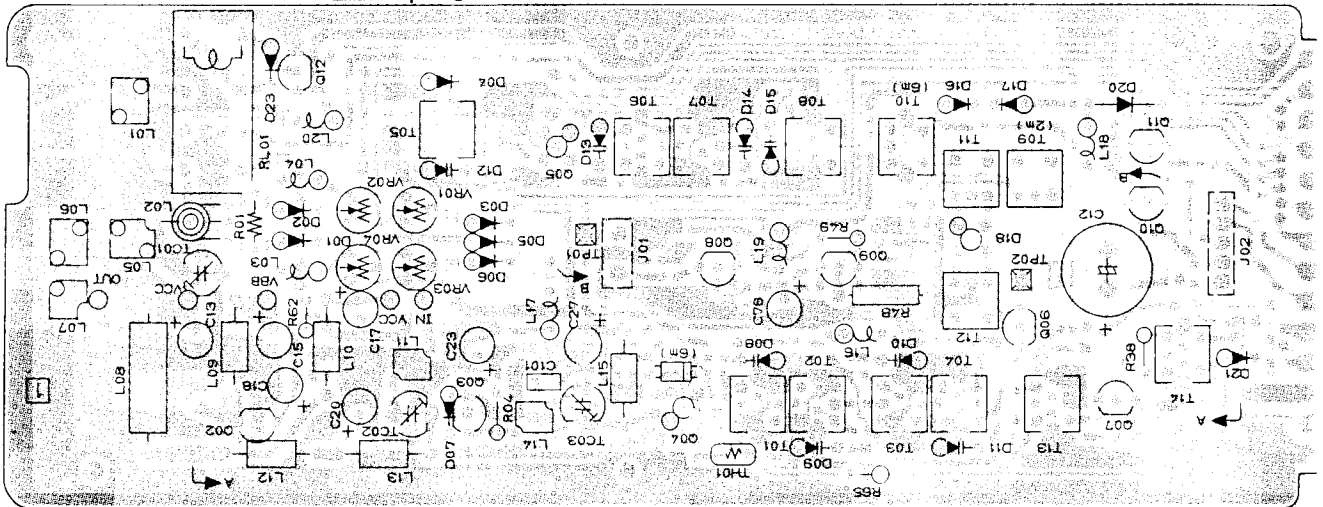 D23
Q12
D04
L01
L20
T05
RL01
L04
D12
T06
T07
D14
D15
T08
T10
(6m)
D16
D17
(2m)
D20
Q11
D13
Q05
T11
T09
L18
B
L06
L02
VR02
VR01
D02
D03
R01
TC01
L05
OUT
L03
D01
VR04
VR03
D05
D06
TP01
J01
B
Q08
L19
R49
Q09
D18
TP02
C12
Q10
J02
L07
VCC
VBB
C13
R62
C17
IN
VCC
L17
C27
C78
R48
L16
T12
Q06
R38
L08
L09
C15
L10
L11
C23
C101
L15
(6m)
D08
T02
D10
T04
T14
D21
C18
C20
Q03
R04
Q02
TC02
D07
L14
TC03
Q04
T01
D09
T03
D11
T13
Q07
A
A
L12
L13
TH01
R65